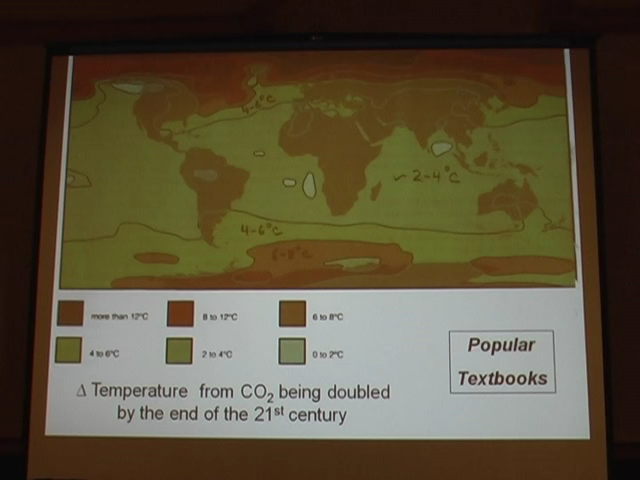 4-6°C
~ 2-4°C
4-6°C
6-8°C
more than 12°C
8 to 12°C
6 to 8°C
4 to 6°C
2 to 4°C
0 to 2°C
Popular
Textbooks
Δ Temperature from CO₂ being doubled
by the end of the 21ˢᵗ century